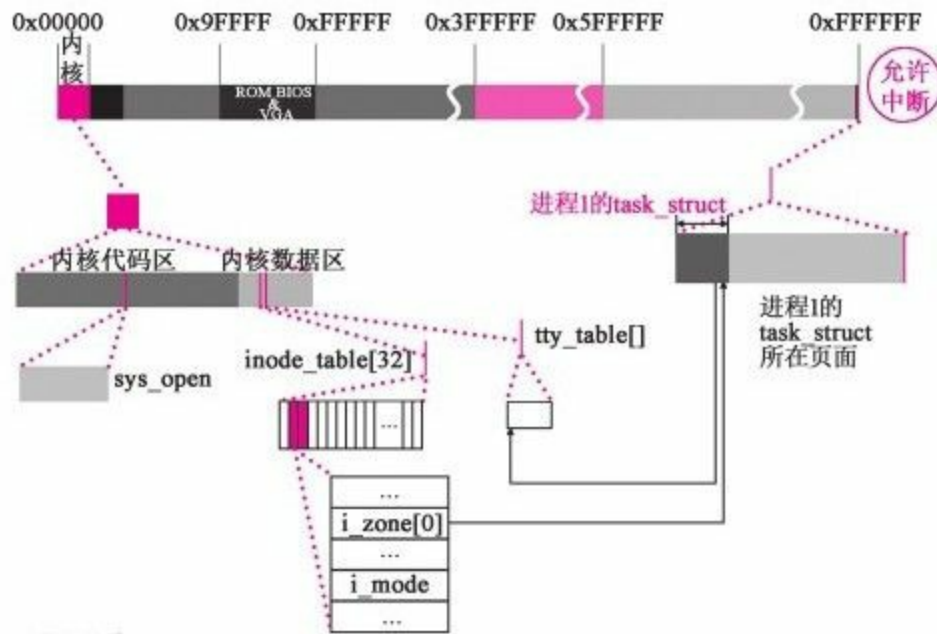 0x00000 0x9FFFF 0xFFFFF 0x3FFFFF 0x5FFFFF 0xFFFFFF
内
核
ROM BIOS
&
VGA
允许
中断
进程1的task_struct
内核代码区 内核数据区
进程1的
task_struct
所在页面
tty_table[]
inode_table[32]
sys_open
...
...
i_zone[0]
...
i_mode
...